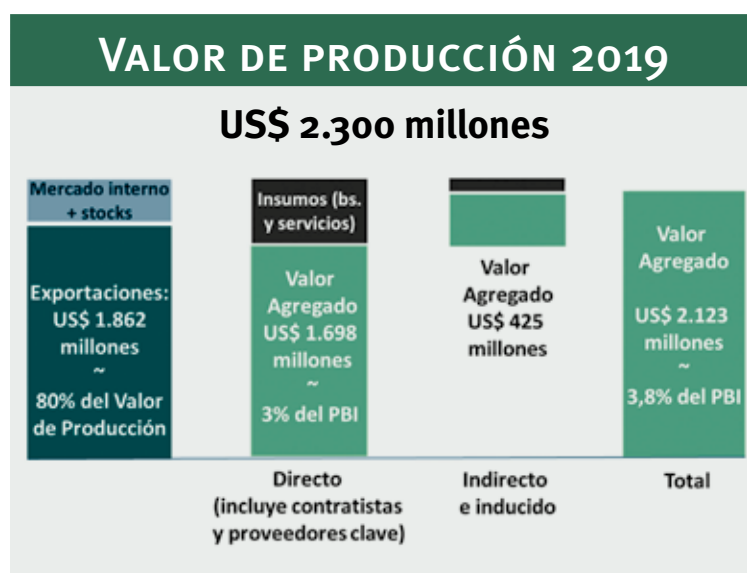 VALOR DE PRODUCCIÓN 2019
US$ 2.300 millones
Mercado interno
+ stocks
Exportaciones:
US$ 1.862
millones
~
80% del Valor
de Producción
Insumos (bs.
y servicios)
Valor
Agregado
US$ 1.698
millones
~
3% del PBI
Directo
(incluye contratistas
y proveedores clave)
Valor
Agregado
US$ 425
millones
Indirecto
e inducido
Valor
Agregado
US$ 2.123
millones
~
3,8% del PBI
Total